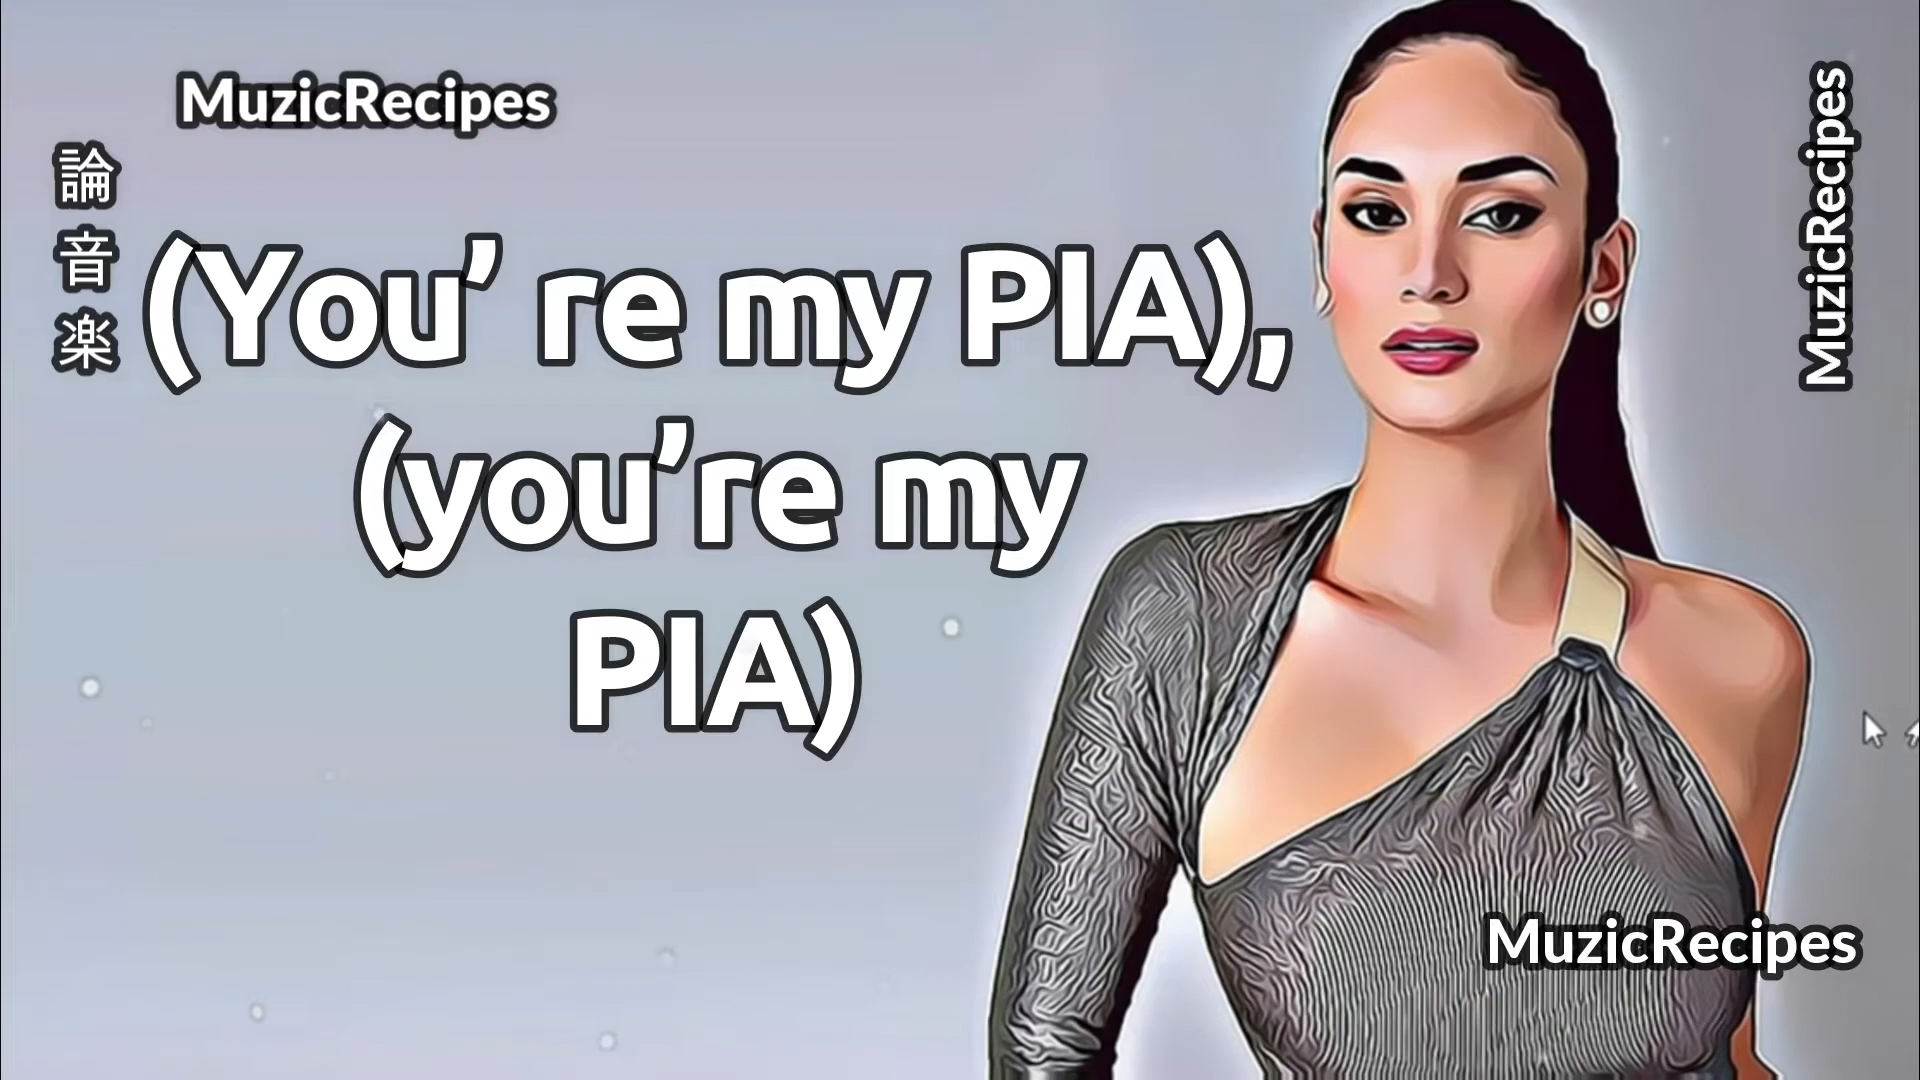 MuzicRecipes
論
音
楽
(You’ re my PIA),
(you’re my
PIA)
MuzicRecipes
MuzicRecipes